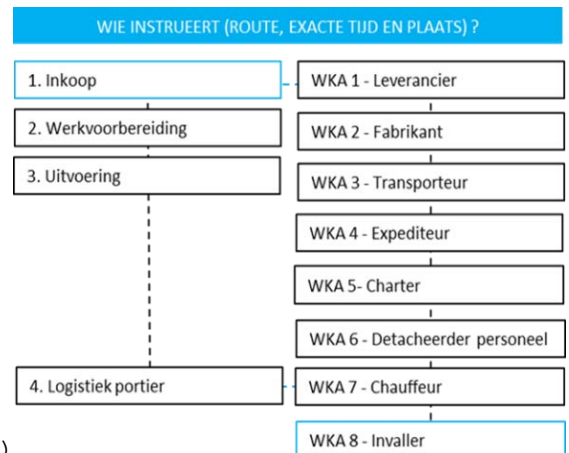 WIE INSTRUEERT (ROUTE, EXACTE TIJD EN PLAATS) ?
1. Inkoop
2. Werkvoorbereiding
3. Uitvoering
4. Logistiek portier
WKA 1 - Leverancier
WKA 2 - Fabrikant
WKA 3 - Transporteur
WKA 4 - Expediteur
WKA 5- Charter
WKA 6 - Detacheerder personeel
WKA 7 - Chauffeur
WKA 8 - Invaller
)